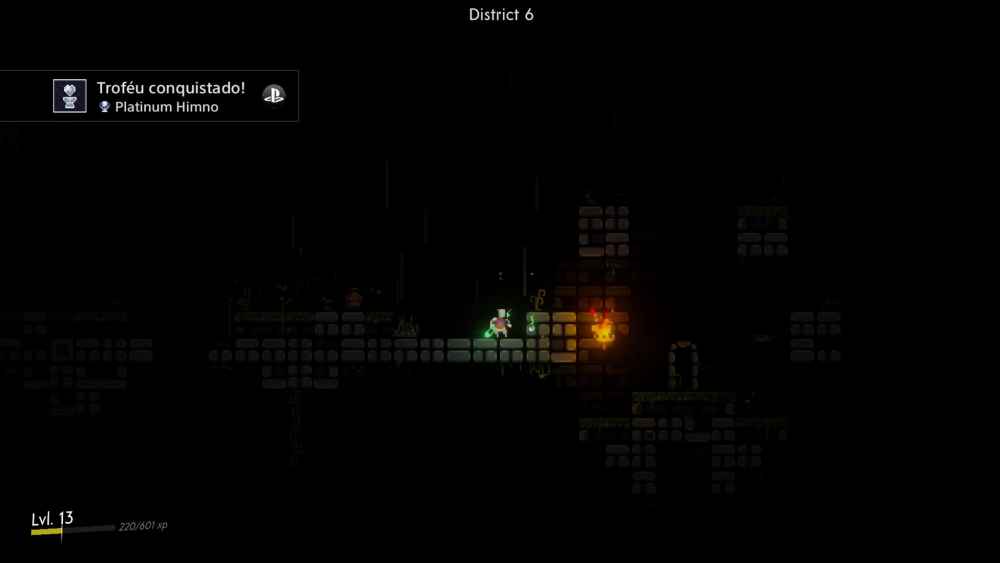 District 6
Troféu conquistado!
Platinum Himno
Lvl. 13
220/601 xp